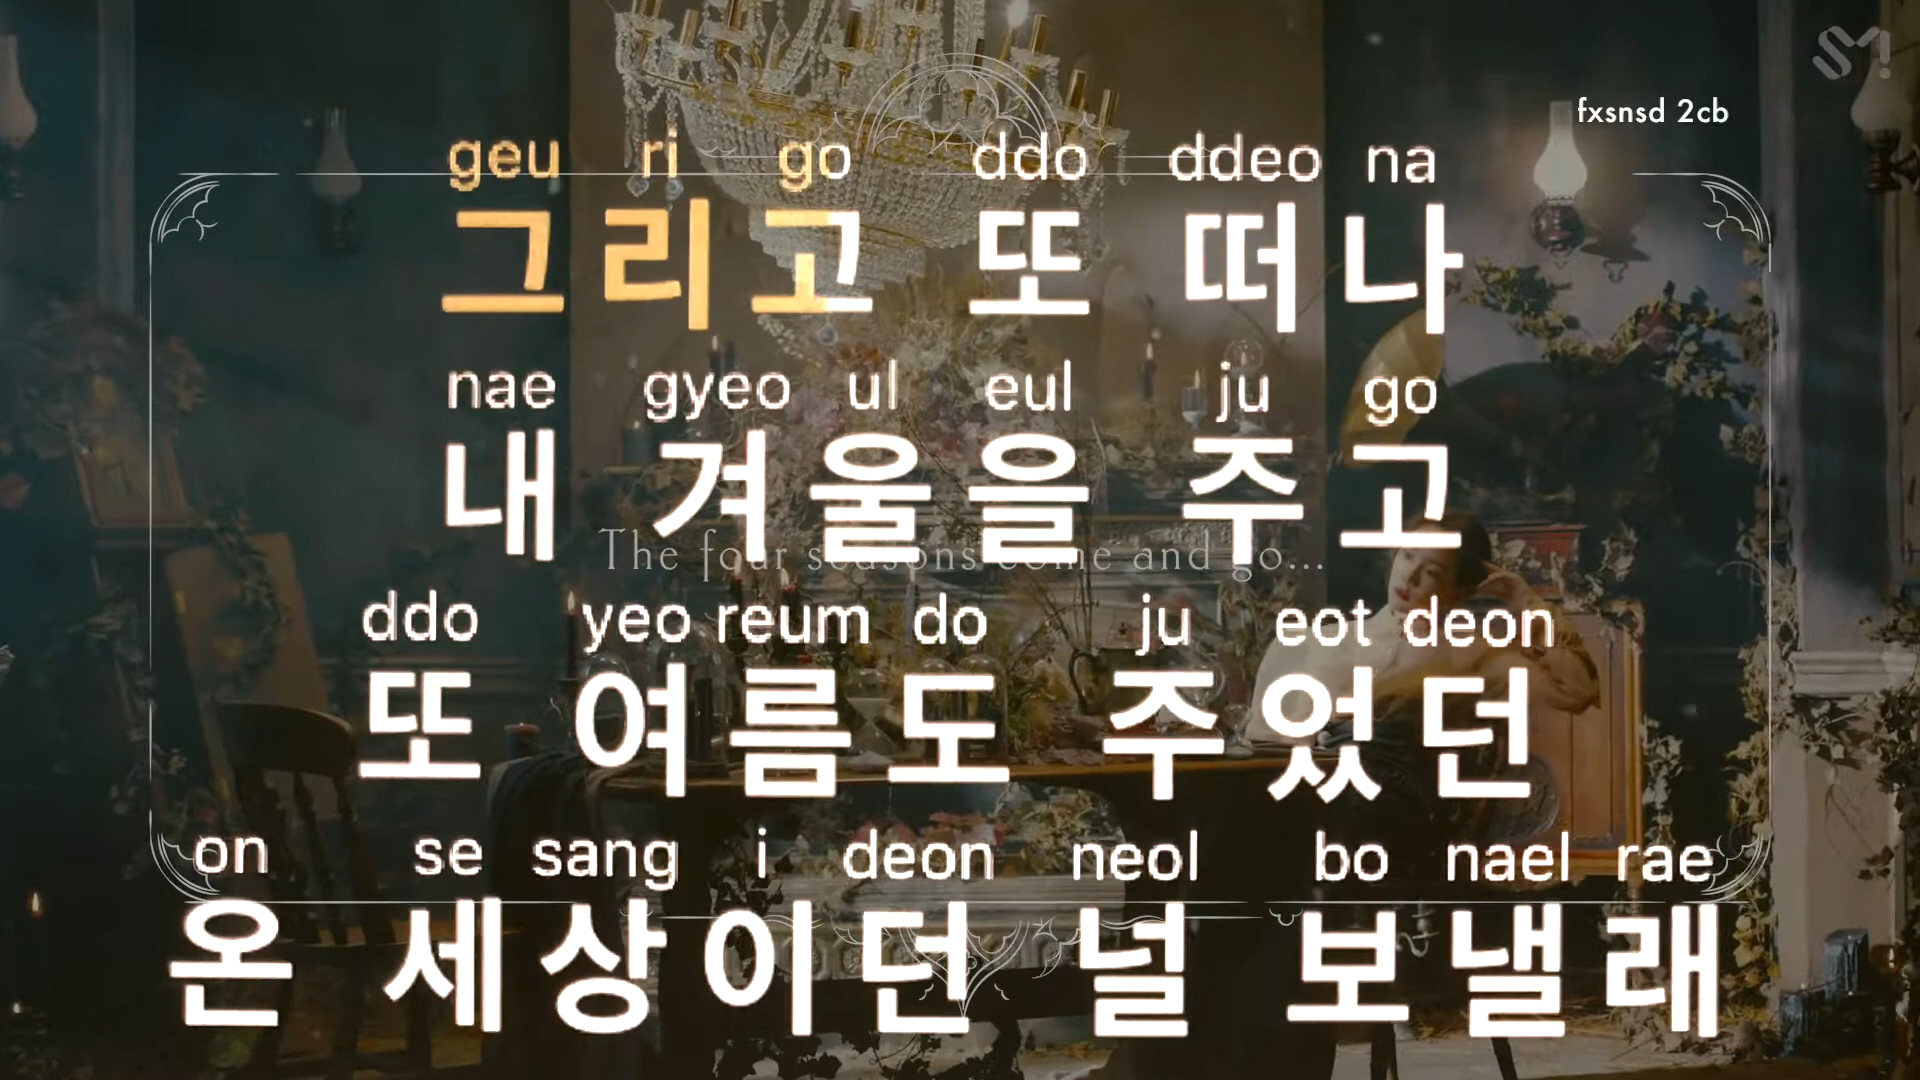 SM!
fxsnsd 2cb
geu ri go ddo ddeo na
그리고 또 떠나
nae gyeo ul eul ju go
내 겨울을 주고
The four seasons come and go...
ddo yeo reum do ju eot deon
또 여름도 주었던
on se sang i deon neol bo nael rae
온 세상이던 널 보낼래